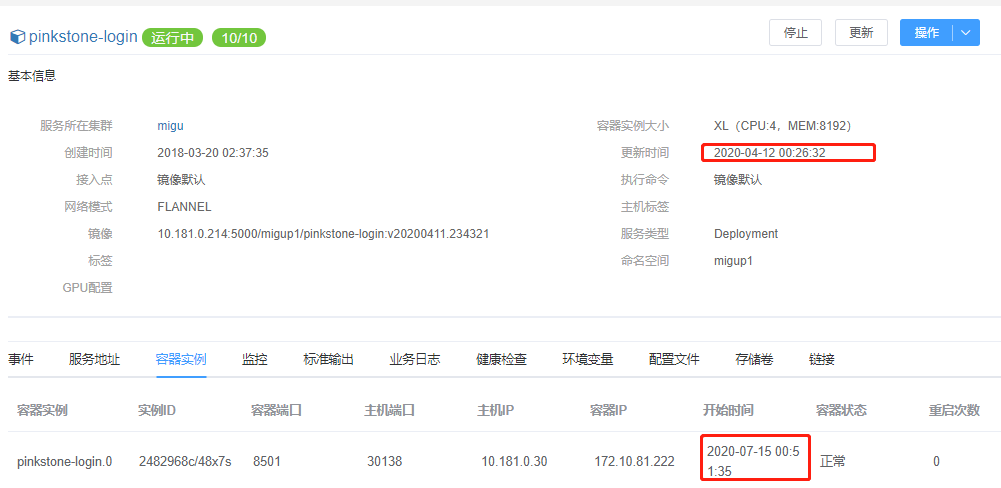 pinkstone-login 运行中 10/10 停止 更新 操作
基本信息
服务所在集群 migu 容器实例大小 XL（CPU:4，MEM:8192）
创建时间 2018-03-20 02:37:35 更新时间 2020-04-12 00:26:32
接入点 镜像默认 执行命令 镜像默认
网络模式 FLANNEL 主机标签
镜像 10.181.0.214:5000/migup1/pinkstone-login:v20200411.234321 服务类型 Deployment
标签 命名空间 migup1
GPU配置
事件 服务地址 容器实例 监控 标准输出 业务日志 健康检查 环境变量 配置文件 存储卷 链接
容器实例 实例ID 容器端口 主机端口 主机IP 容器IP 开始时间 容器状态 重启次数
pinkstone-login.0 2482968c/48x7s 8501 30138 10.181.0.30 172.10.81.222 2020-07-15 00:5 正常 0
1:35